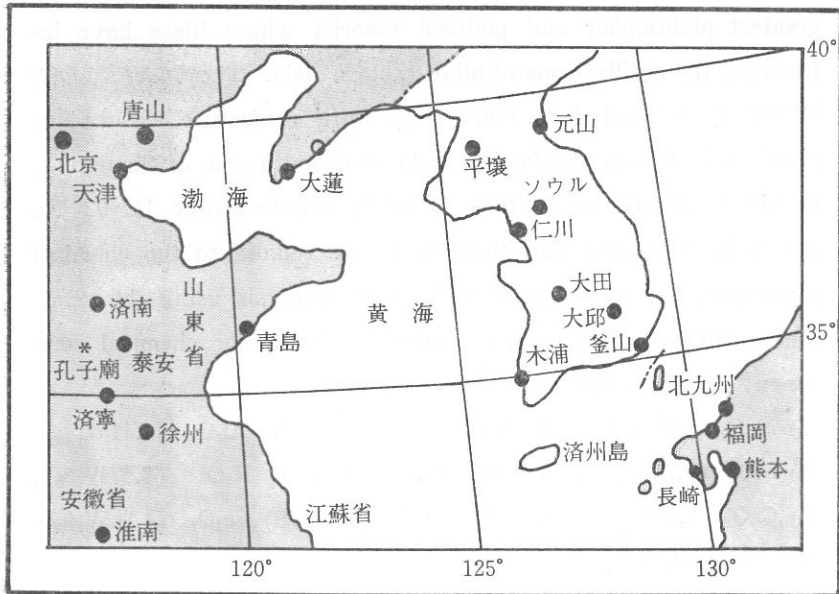 40°
唐山
北京
天津
渤海
大蓮
平壌
元山
ソウル
仁川
済南
山東省
黄海
大田
大邱
35°
*
孔子廟
泰安
青島
木浦
釜山
北九州
済寧
徐州
済州島
福岡
熊本
長崎
安徽省
江蘇省
淮南
120°
125°
130°